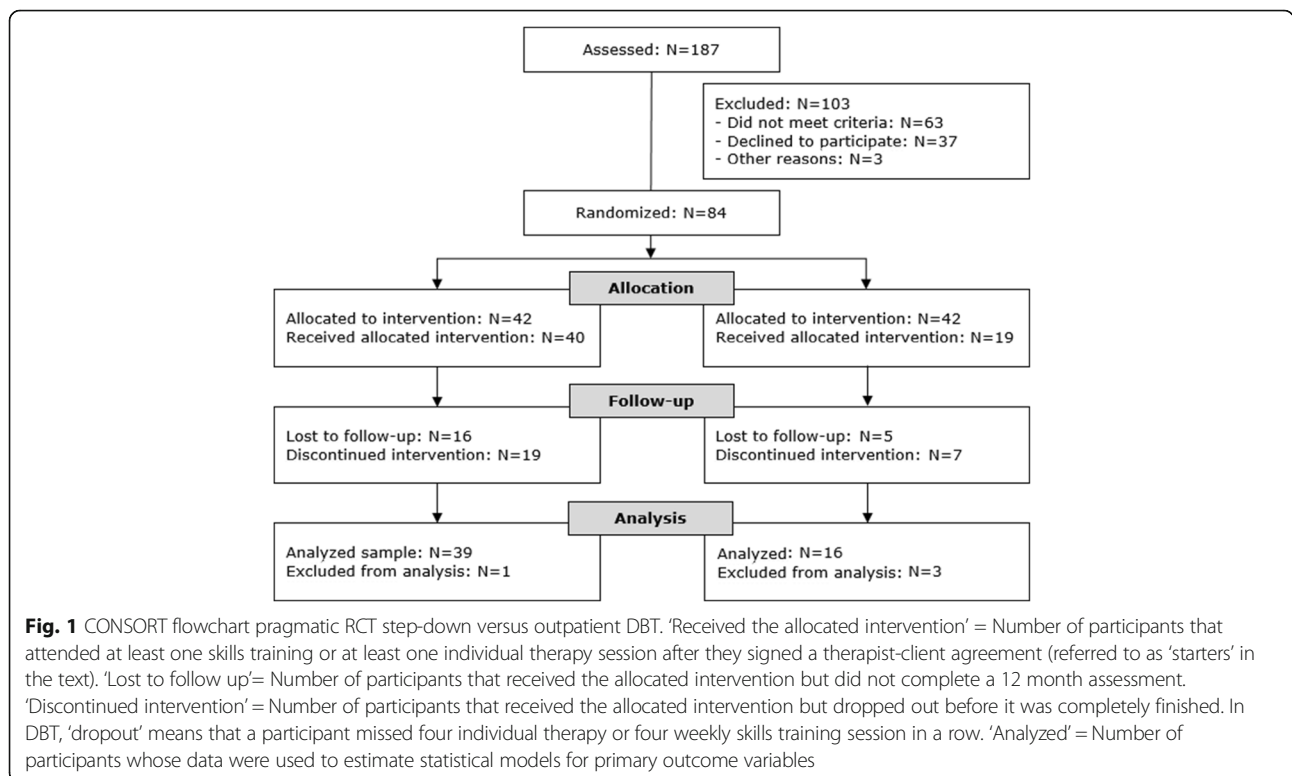 Assessed: N=187
Excluded: N=103
- Did not meet criteria: N=63
- Declined to participate: N=37
- Other reasons: N=3
Randomized: N=84
Allocation
Allocated to intervention: N=42
Received allocated intervention: N=40
Allocated to intervention: N=42
Received allocated intervention: N=19
Follow-up
Lost to follow-up: N=16
Discontinued intervention: N=19
Lost to follow-up: N=5
Discontinued intervention: N=7
Analysis
Analyzed sample: N=39
Excluded from analysis: N=1
Analyzed: N=16
Excluded from analysis: N=3
Fig. 1 CONSORT flowchart pragmatic RCT step-down versus outpatient DBT. ‘Received the allocated intervention’ = Number of participants that
attended at least one skills training or at least one individual therapy session after they signed a therapist-client agreement (referred to as ‘starters’ in
the text). ‘Lost to follow up’= Number of participants that received the allocated intervention but did not complete a 12 month assessment.
‘Discontinued intervention’ = Number of participants that received the allocated intervention but dropped out before it was completely finished. In
DBT, ‘dropout’ means that a participant missed four individual therapy or four weekly skills training session in a row. ‘Analyzed’ = Number of
participants whose data were used to estimate statistical models for primary outcome variables